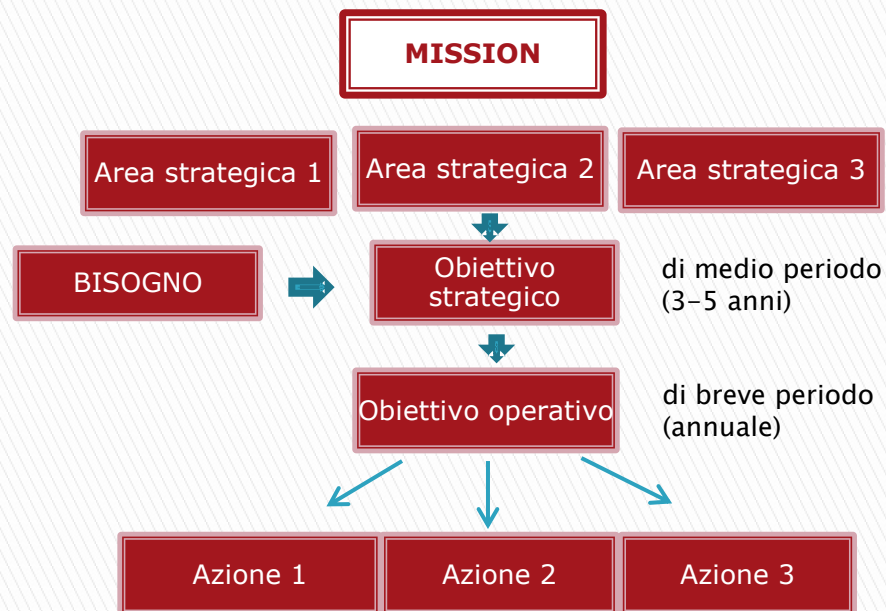 MISSION
Area strategica 1
Area strategica 2
Area strategica 3
BISOGNO
Obiettivo
strategico
di medio periodo
(3-5 anni)
Obiettivo operativo
di breve periodo
(annuale)
Azione 1
Azione 2
Azione 3